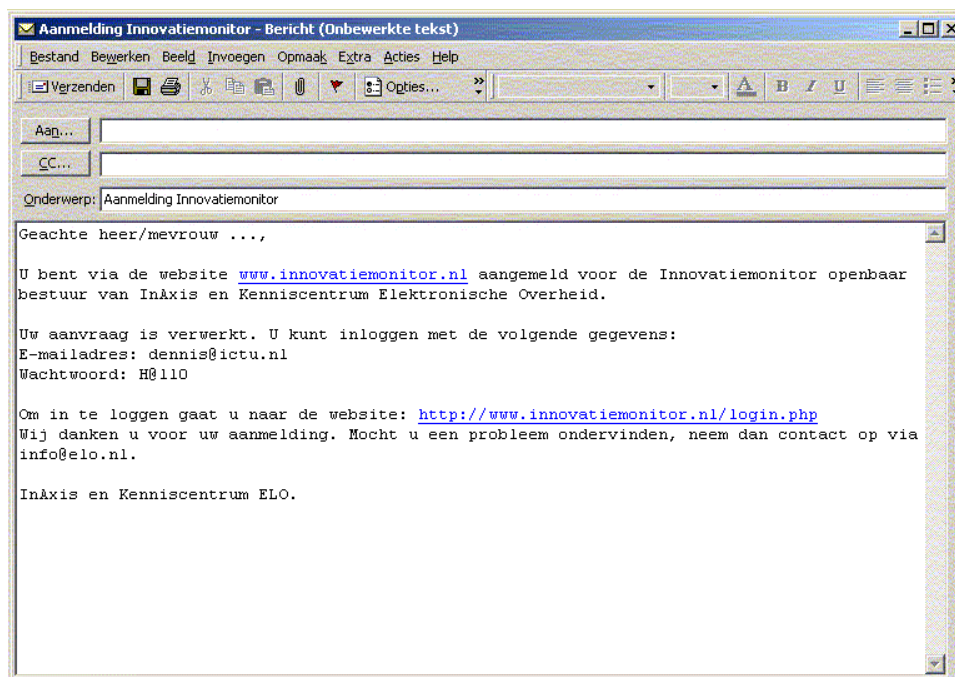 Aanmelding Innovatiemonitor - Bericht (Onbewerkte tekst)
Bestand Bewerken Beeld Invoegen Opmaak Extra Acties Help
Verzenden Opties... A B I U
Aan...
CC...
Onderwerp: Aanmelding Innovatiemonitor
Geachte heer/mevrouw ...,
U bent via de website www.innovatiemonitor.nl aangemeld voor de Innovatiemonitor openbaar
bestuur van InAxis en Kenniscentrum Elektronische Overheid.
Uw aanvraag is verwerkt. U kunt inloggen met de volgende gegevens:
E-mailadres: dennis@ictu.nl
Wachtwoord: H@llO
Om in te loggen gaat u naar de website: http://www.innovatiemonitor.nl/login.php
Wij danken u voor uw aanmelding. Mocht u een probleem ondervinden, neem dan contact op via
info@elo.nl.
InAxis en Kenniscentrum ELO.